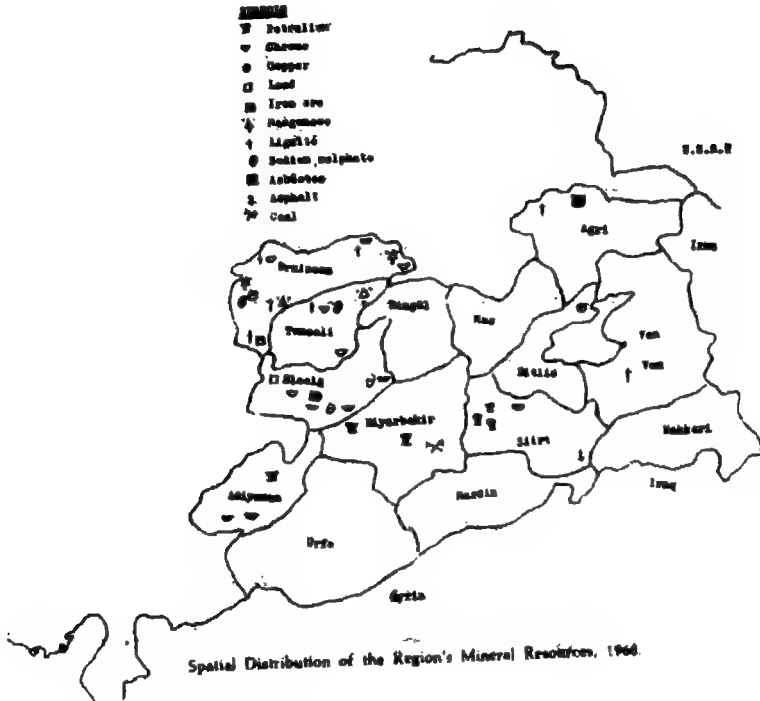 SYMBOLS
Petrolium
Chrome
Copper
Lead
Iron ore
Manganese
Lignite
Sodium sulphate
Asbestos
Asphalt
Coal
U.S.S.R
Agri
Iran
Erzincan
Bingöl
Mus
Tunceli
Van
Van
Bitlis
Elazig
Diyarbakir
Siirt
Hakkari
Iraq
Adiyaman
Mardin
Urfa
Syria
Spatial Distribution of the Region's Mineral Resources, 1968.